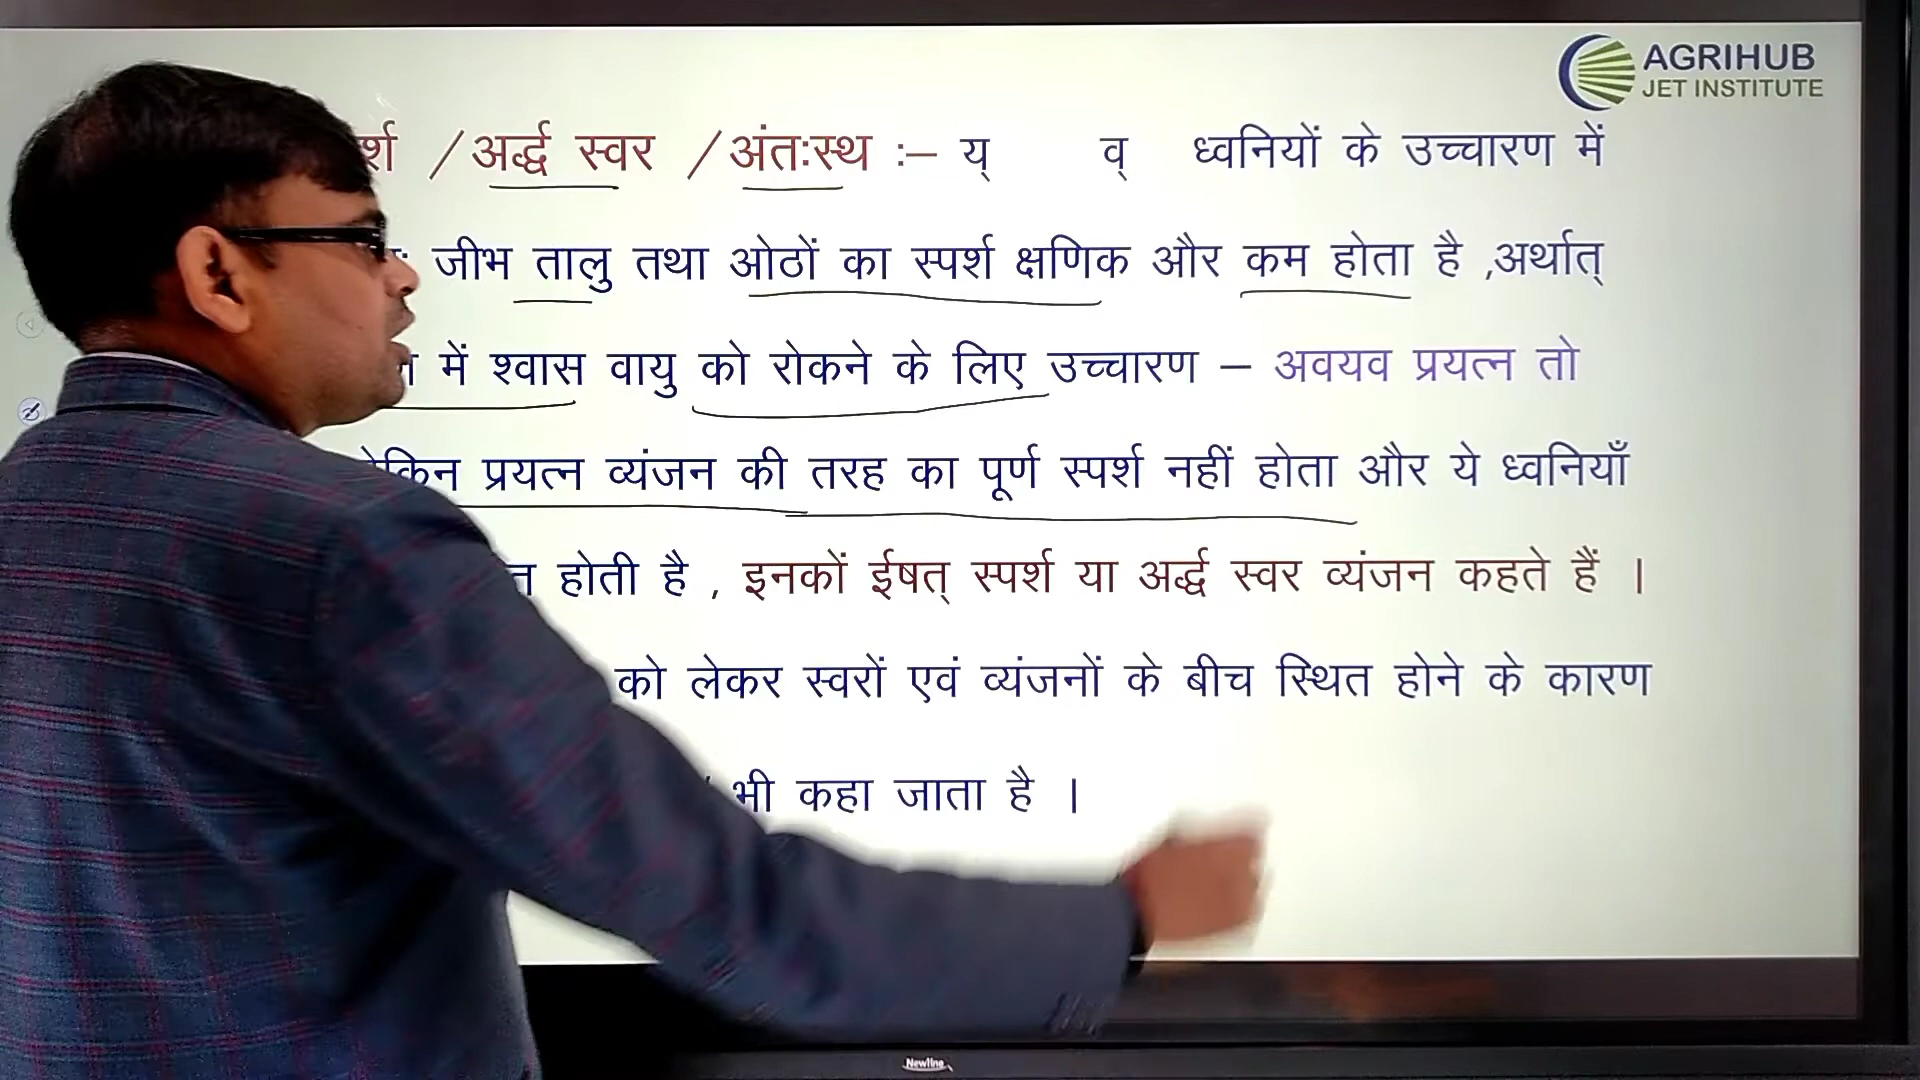 AGRIHUB
JET INSTITUTE
/ अर्द्ध स्वर / अंतःस्थ :– य् व् ध्वनियों के उच्चारण में
जीभ तालु तथा ओठों का स्पर्श क्षणिक और कम होता है ,अर्थात्
में श्वास वायु को रोकने के लिए उच्चारण – अवयव प्रयत्न तो
प्रयत्न व्यंजन की तरह का पूर्ण स्पर्श नहीं होता और ये ध्वनियाँ
होती है , इनकों ईषत् स्पर्श या अर्द्ध स्वर व्यंजन कहते हैं ।
को लेकर स्वरों एवं व्यंजनों के बीच स्थित होने के कारण
भी कहा जाता है ।
Newline